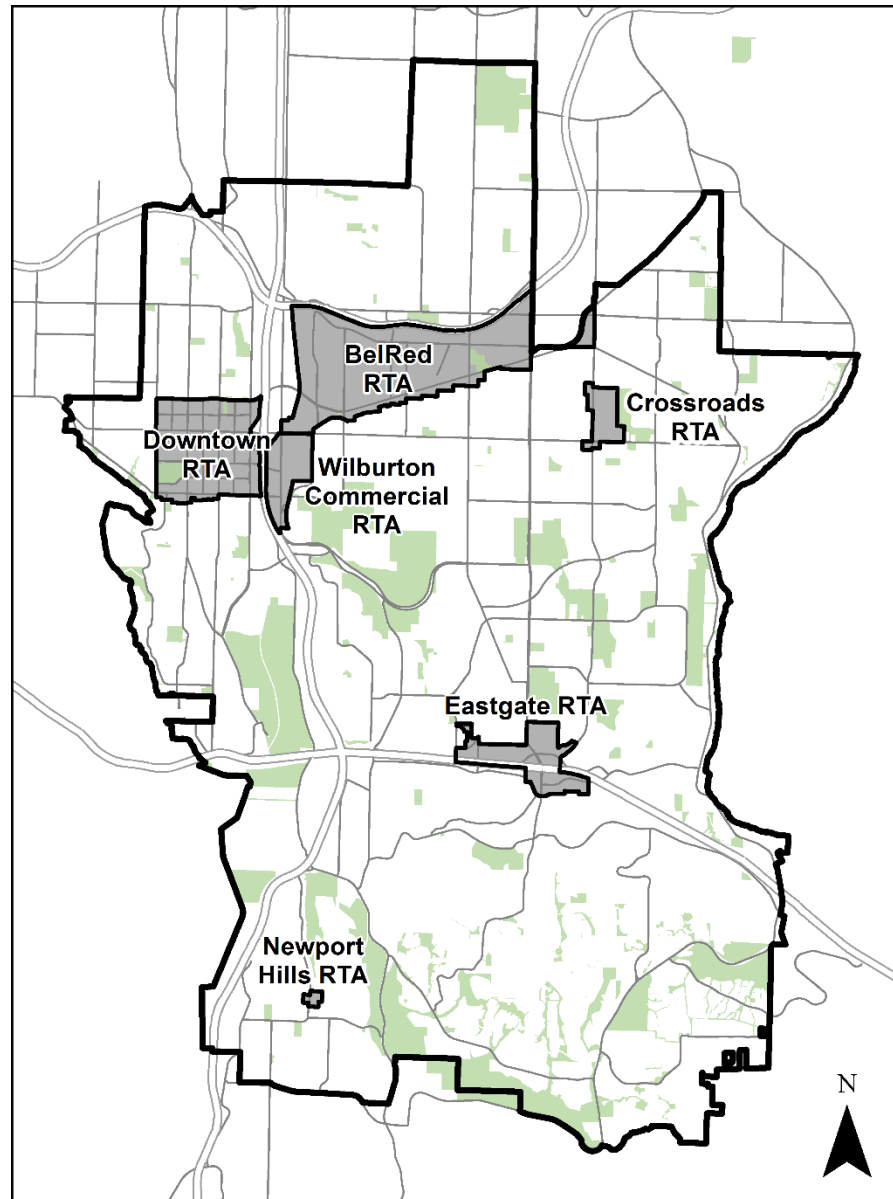 BelRed
RTA
Crossroads
RTA
Downtown
RTA
Wilburton
Commercial
RTA
Eastgate RTA
Newport
Hills RTA
N